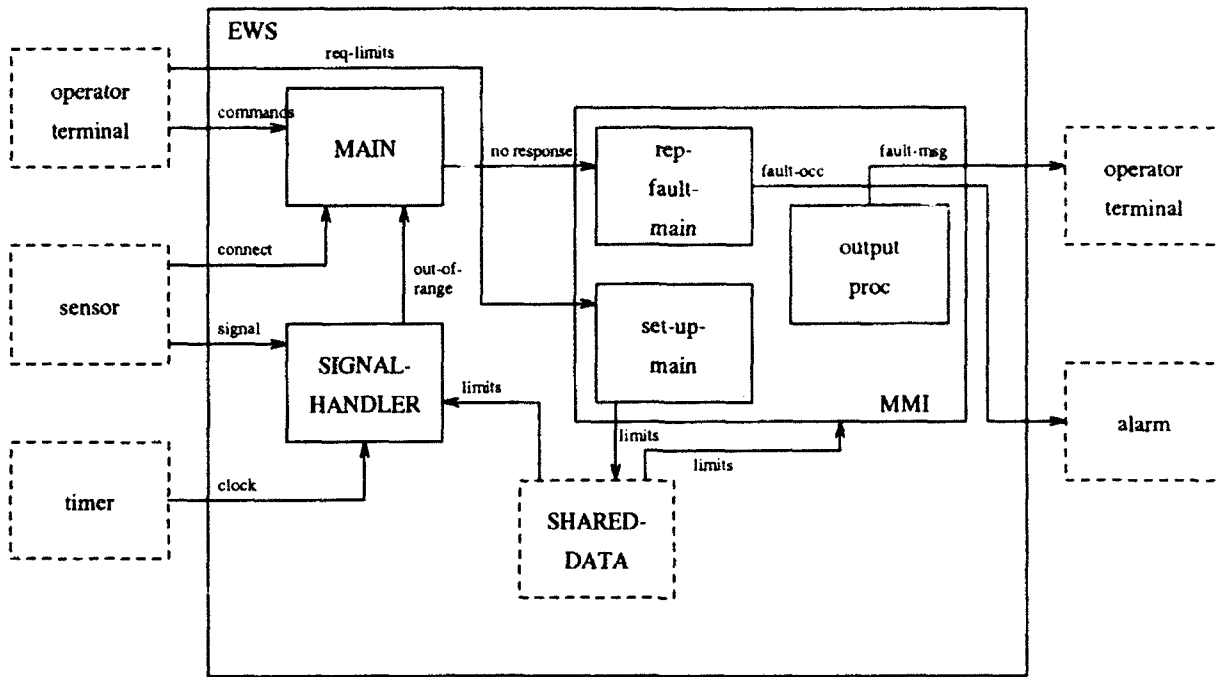 EWS
req-limits
operator
terminal
commands
MAIN
no response
rep-
fault-
main
fault-occ
fault-msg
operator
terminal
output
proc
connect
out-of-
range
sensor
signal
set-up-
main
SIGNAL-
HANDLER
limits
MMI
limits
limits
alarm
timer
clock
SHARED-
DATA